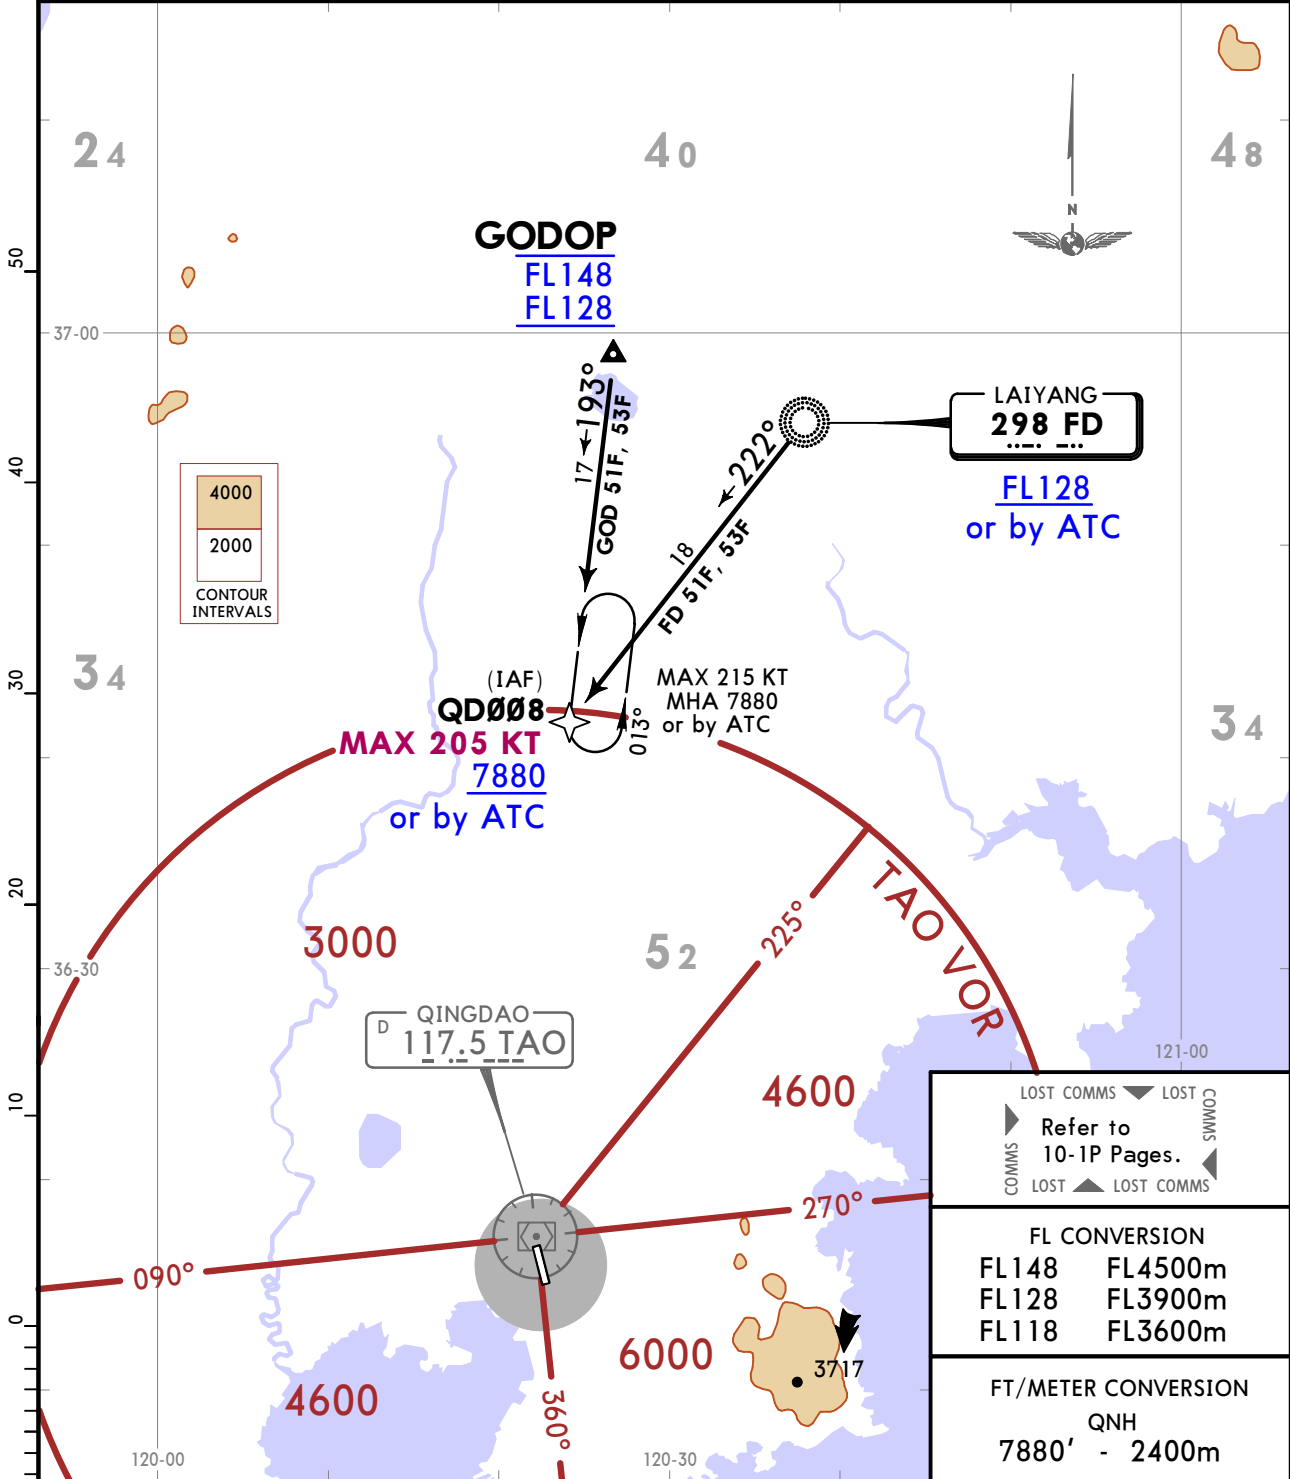 24
40
48
N
GODOP
FL148
FL128
50
37-00
193°
17
GOD 51F, 53F
222°
18
FD 51F, 53F
LAIYANG
298 FD
FL128
or by ATC
40
4000
2000
CONTOUR
INTERVALS
30
34
(IAF)
QDØØ8
MAX 205 KT
7880
or by ATC
013°
MAX 215 KT
MHA 7880
or by ATC
34
20
3000
52
225°
TAO VOR
36-30
QINGDAO
D 117.5 TAO
121-00
10
4600
LOST COMMS LOST COMMS
Refer to
10-1P Pages.
COMMS LOST LOST COMMS
090°
270°
FL CONVERSION
FL148 FL4500m
FL128 FL3900m
FL118 FL3600m
0
6000
3717
4600
360°
FT/METER CONVERSION
QNH
7880' - 2400m
120-00
120-30